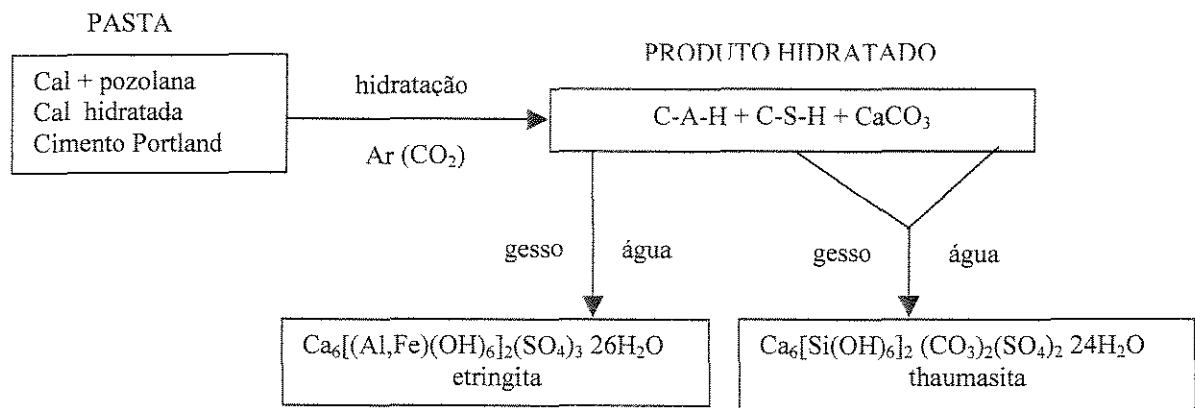 PASTA
Cal + pozolana
Cal hidratada
Cimento Portland
hidratação
Ar (CO₂)
PRODUTO HIDRATADO
C-A-H + C-S-H + CaCO₃
gesso água
gesso água
Ca₆[(Al,Fe)(OH)₆]₂(SO₄)₃ 26H₂O
etringita
Ca₆[Si(OH)₆]₂ (CO₃)₂(SO₄)₂ 24H₂O
thaumasita